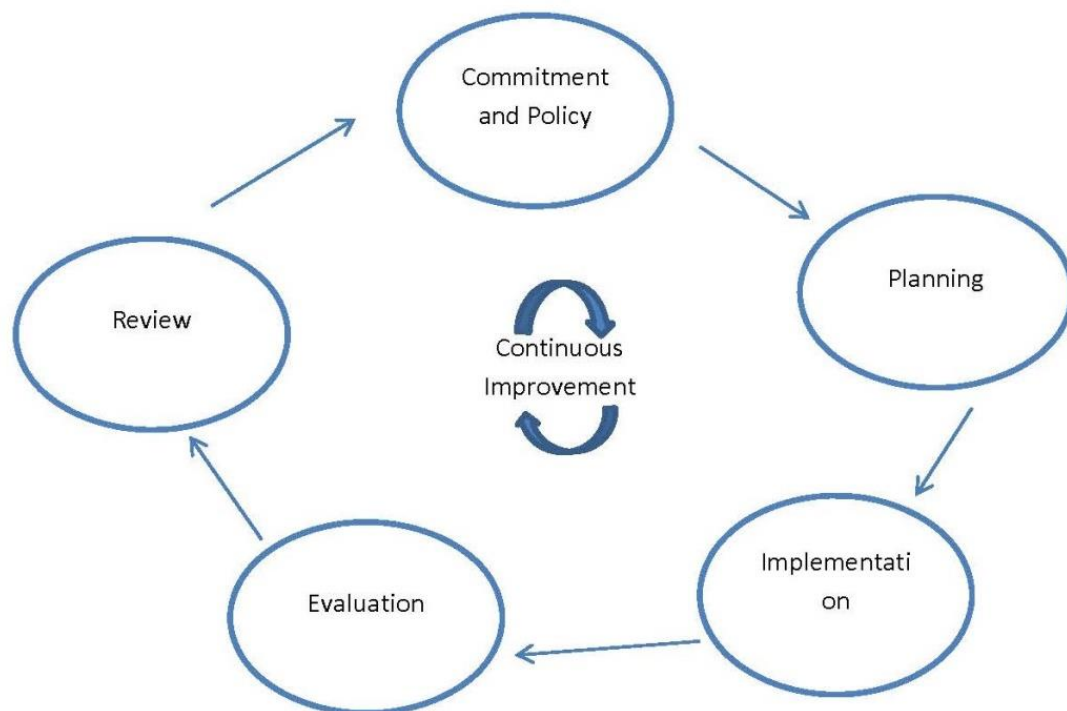 Commitment
and Policy
Planning
Review
Continuous
Improvement
Implementati
on
Evaluation